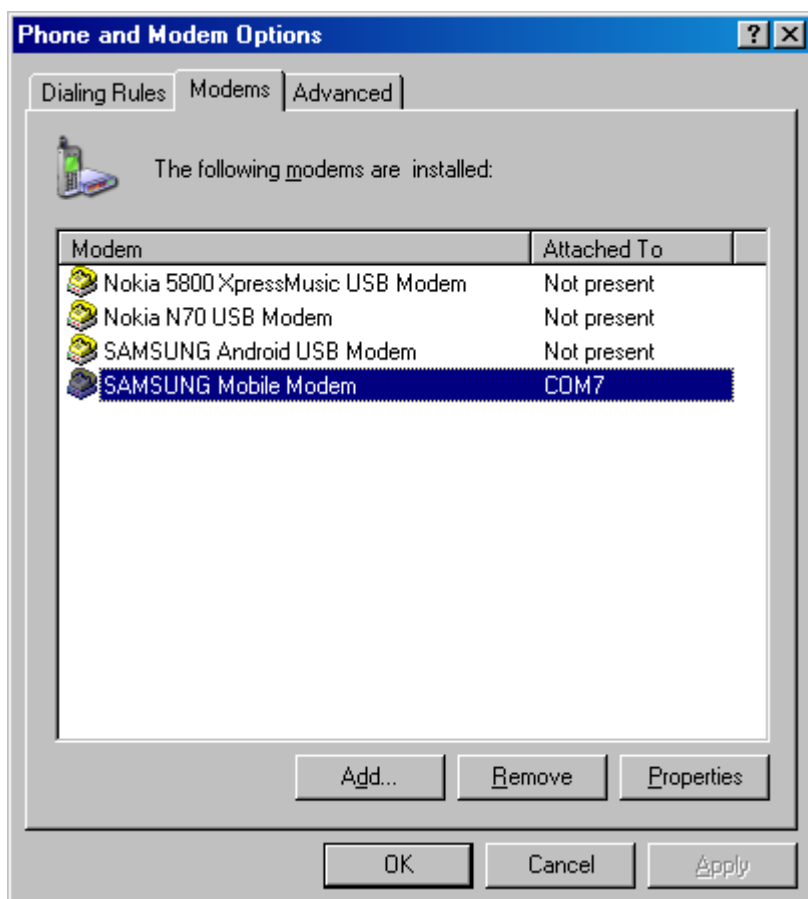 Phone and Modem Options
Dialing Rules Modems Advanced
The following modems are installed:
Modem Attached To
Nokia 5800 XpressMusic USB Modem Not present
Nokia N70 USB Modem Not present
SAMSUNG Android USB Modem Not present
SAMSUNG Mobile Modem COM7
Add... Remove Properties
OK Cancel Apply